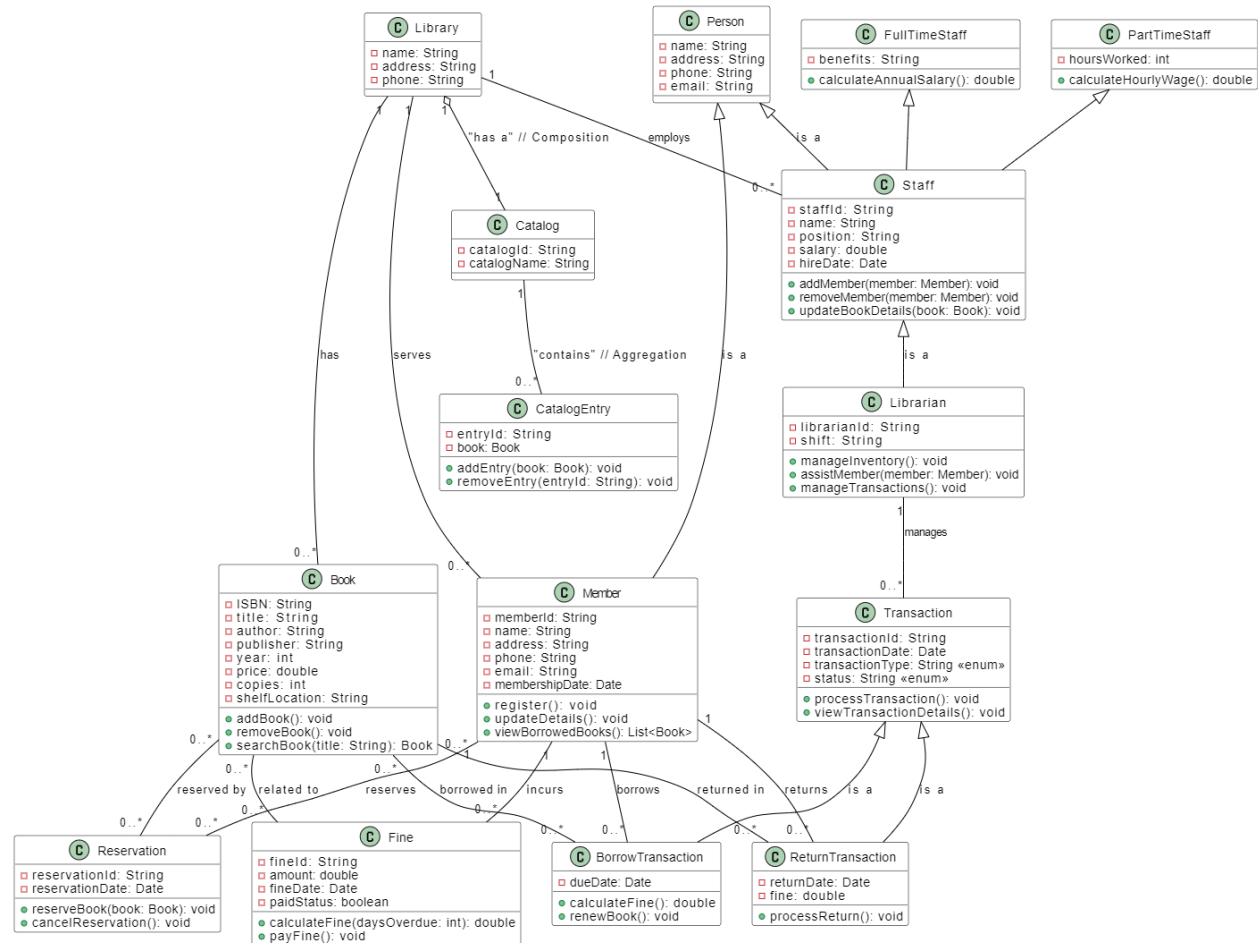 C Library
name: String
address: String
phone: String
C Person
name: String
address: String
phone: String
email: String
C FullTimeStaff
benefits: String
calculateAnnualSalary(): double
C PartTimeStaff
hoursWorked: int
calculateHourlyWage(): double
1
1
1
1
"has a" // Composition
employs
is a
0..*
1
C Staff
staffId: String
name: String
position: String
salary: double
hireDate: Date
addMember(member: Member): void
removeMember(member: Member): void
updateBookDetails(book: Book): void
C Catalog
catalogId: String
catalogName: String
1
has
serves
"contains" // Aggregation
is a
is a
0..*
C CatalogEntry
entryId: String
book: Book
addEntry(book: Book): void
removeEntry(entryId: String): void
C Librarian
librarianId: String
shift: String
manageInventory(): void
assistMember(member: Member): void
manageTransactions(): void
1
manages
0..*
0..*
0..*
C Book
ISBN: String
title: String
author: String
publisher: String
year: int
price: double
copies: int
shelfLocation: String
addBook(): void
removeBook(): void
searchBook(title: String): Book
C Member
memberId: String
name: String
address: String
phone: String
email: String
membershipDate: Date
register(): void
updateDetails(): void
viewBorrowedBooks(): List<Book>
C Transaction
transactionId: String
transactionDate: Date
transactionType: String «enum»
status: String «enum»
processTransaction(): void
viewTransactionDetails(): void
0..*
0..*
0..*
0..*
1
1
1
reserved by
related to
reserves
borrowed in
incurs
borrows
returned in
returns
is a
is a
0..*
0..*
0..*
0..*
0..*
0..*
0..*
0..*
C Reservation
reservationId: String
reservationDate: Date
reserveBook(book: Book): void
cancelReservation(): void
C Fine
fineId: String
amount: double
fineDate: Date
paidStatus: boolean
calculateFine(daysOverdue: int): double
payFine(): void
C BorrowTransaction
dueDate: Date
calculateFine(): double
renewBook(): void
C ReturnTransaction
returnDate: Date
fine: double
processReturn(): void